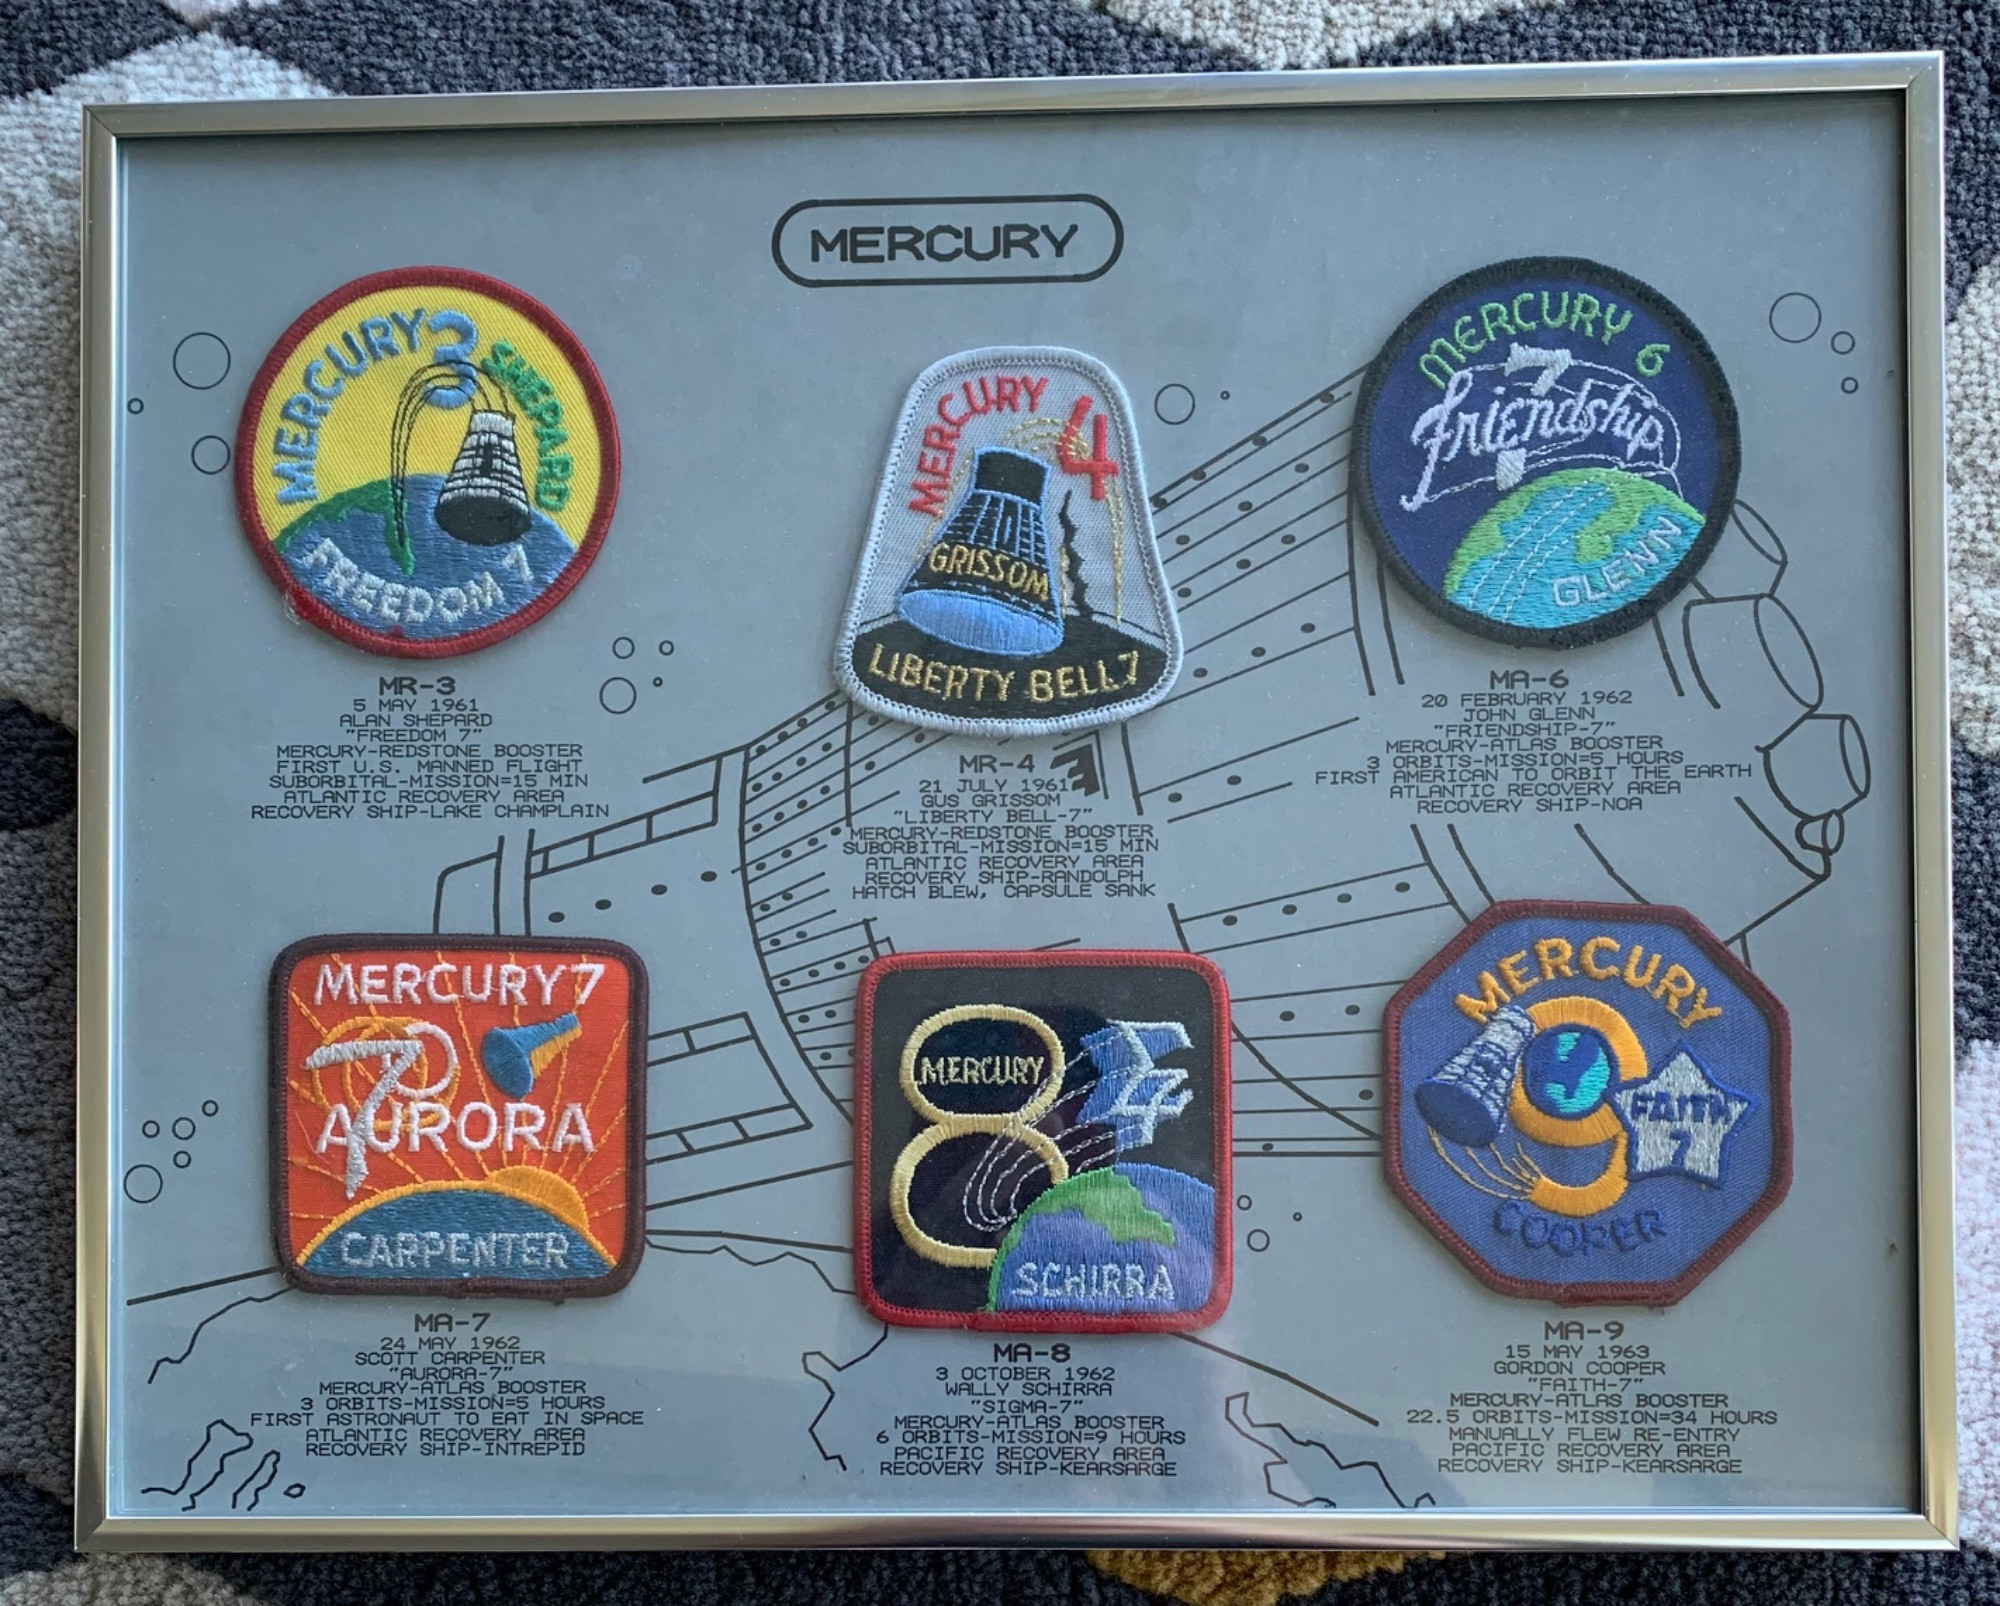 MERCURY
MERCURY 3
SHEPARD
FREEDOM 7
MR-3
5 MAY 1961
ALAN SHEPARD
"FREEDOM 7"
MERCURY-REDSTONE BOOSTER
FIRST U.S. MANNED FLIGHT
SUBORBITAL-MISSION=15 MIN
ATLANTIC RECOVERY AREA
RECOVERY SHIP-LAKE CHAMPLAIN
MERCURY 4
GRISSOM
LIBERTY BELL 7
MR-4
21 JULY 1961
GUS GRISSOM
"LIBERTY BELL-7"
MERCURY-REDSTONE BOOSTER
SUBORBITAL-MISSION=15 MIN
ATLANTIC RECOVERY AREA
RECOVERY SHIP-RANDOLPH
HATCH BLEW, CAPSULE SANK
MERCURY 6
7
Friendship
GLENN
MA-6
20 FEBRUARY 1962
JOHN GLENN
"FRIENDSHIP-7"
MERCURY-ATLAS BOOSTER
3 ORBITS-MISSION=5 HOURS
FIRST AMERICAN TO ORBIT THE EARTH
ATLANTIC RECOVERY AREA
RECOVERY SHIP-NOA
MERCURY 7
7
AURORA
CARPENTER
MA-7
24 MAY 1962
SCOTT CARPENTER
"AURORA-7"
MERCURY-ATLAS BOOSTER
3 ORBITS-MISSION=5 HOURS
FIRST ASTRONAUT TO EAT IN SPACE
ATLANTIC RECOVERY AREA
RECOVERY SHIP-INTREPID
8
MERCURY
Σ7
SCHIRRA
MA-8
3 OCTOBER 1962
WALLY SCHIRRA
"SIGMA-7"
MERCURY-ATLAS BOOSTER
6 ORBITS-MISSION=9 HOURS
PACIFIC RECOVERY AREA
RECOVERY SHIP-KEARSARGE
MERCURY
9
FAITH
7
COOPER
MA-9
15 MAY 1963
GORDON COOPER
"FAITH-7"
MERCURY-ATLAS BOOSTER
22.5 ORBITS-MISSION=34 HOURS
MANUALLY FLEW RE-ENTRY
PACIFIC RECOVERY AREA
RECOVERY SHIP-KEARSARGE